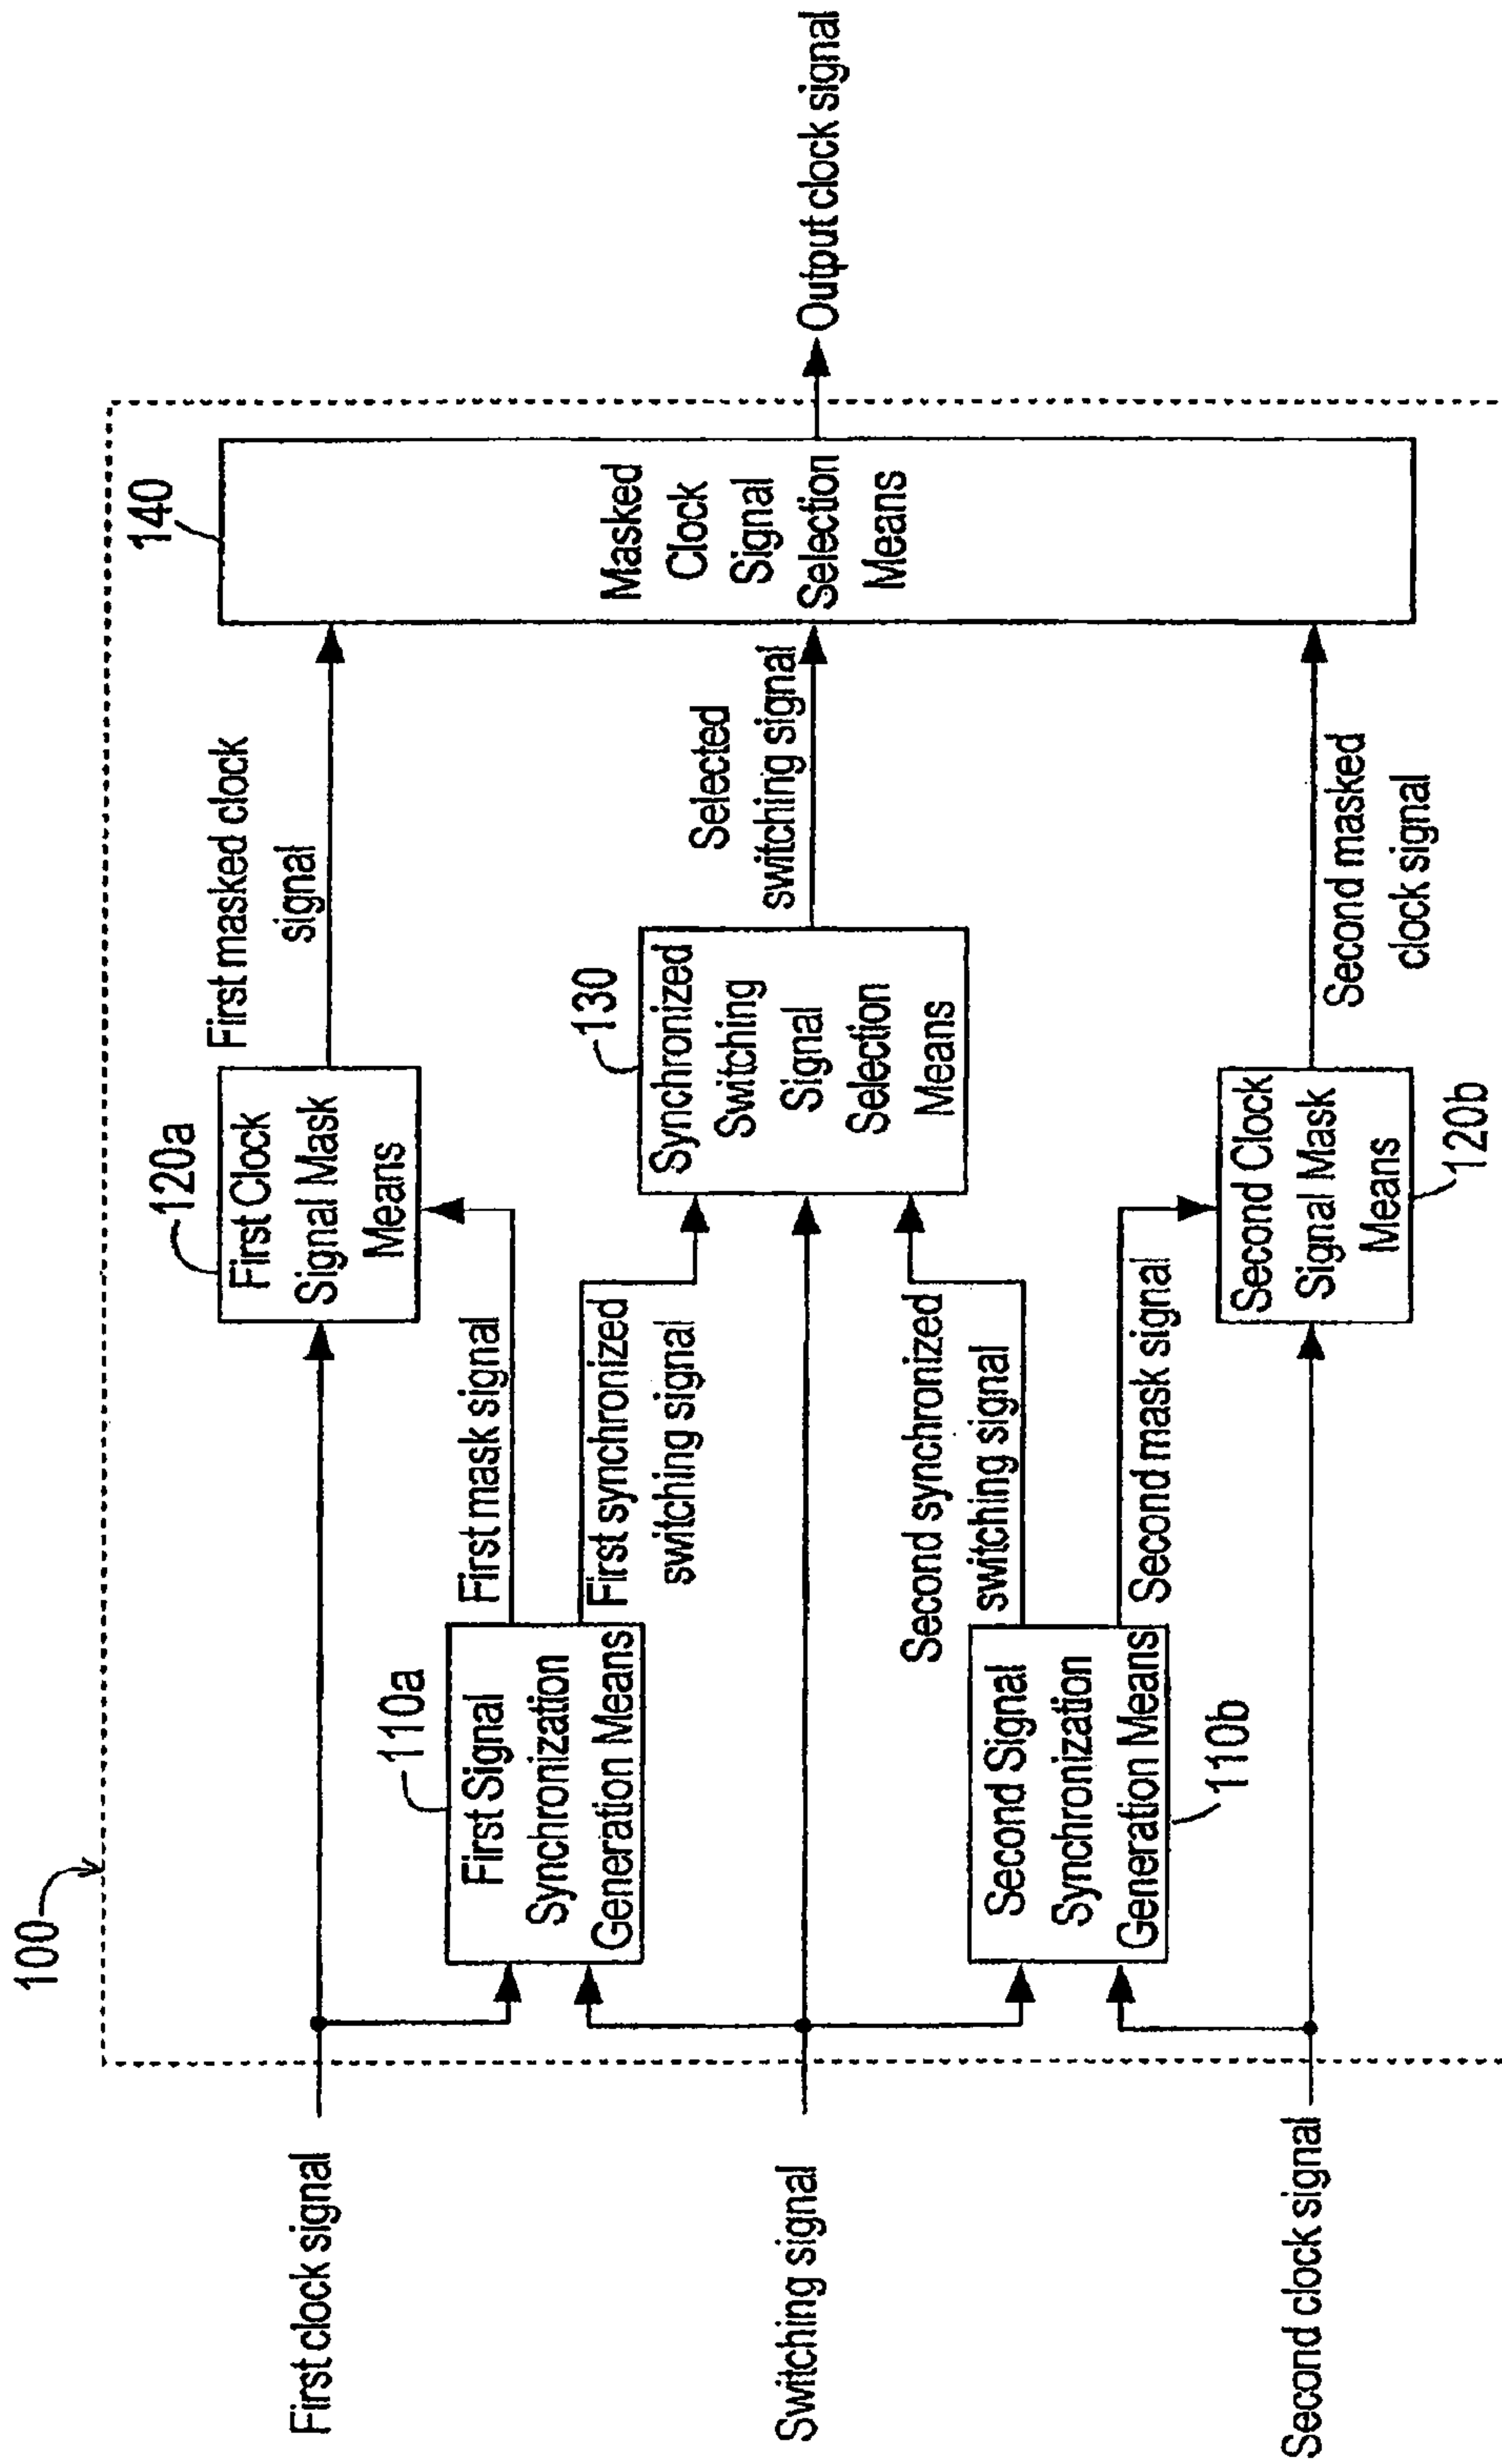 100
First clock signal
Switching signal
Second clock signal
110a
First Signal
Synchronization
Generation Means
Second Signal
Synchronization
Generation Means
110b
First mask signal
First synchronized
switching signal
Second synchronized
switching signal
Second mask signal
120a
First Clock
Signal Mask
Means
130
Synchronized
Switching
Signal
Selection
Means
Second Clock
Signal Mask
Means
120b
First masked clock
signal
Selected
switching signal
Second masked
clock signal
140
Masked
Clock
Signal
Selection
Means
Output clock signal